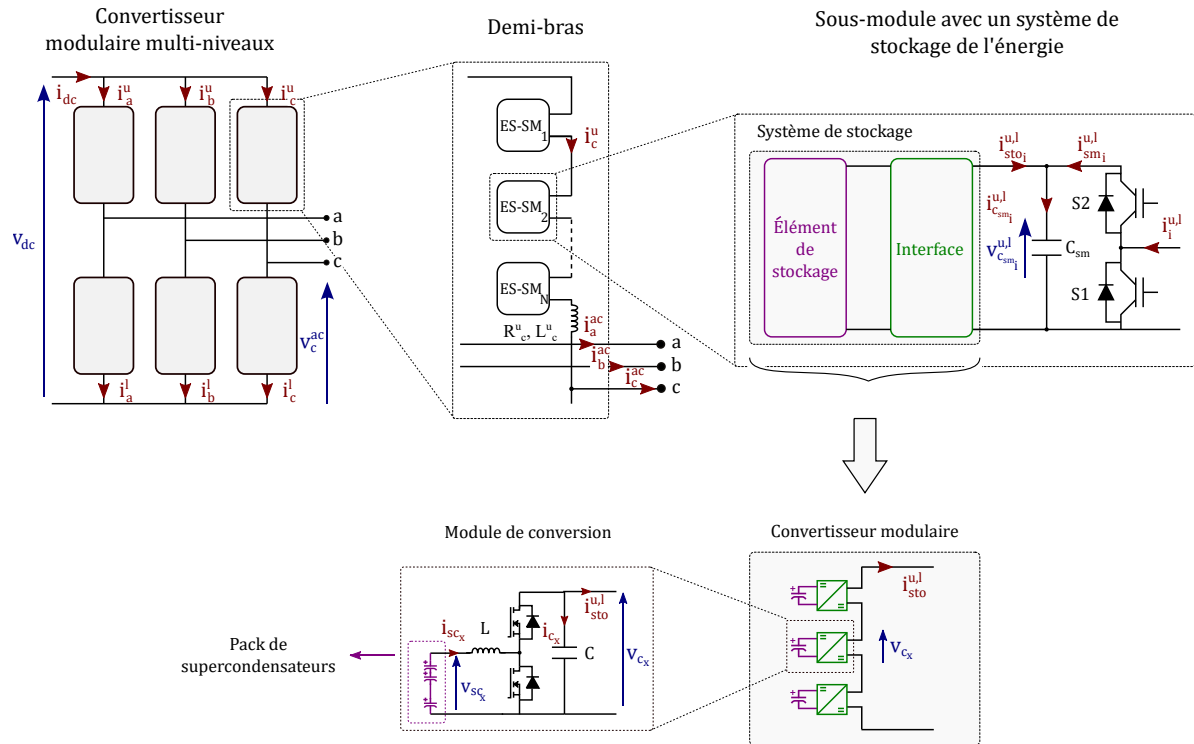 Convertisseur
modulaire multi-niveaux
Demi-bras
Sous-module avec un système de
stockage de l'énergie
i_dc
i_a^u
i_b^u
i_c^u
v_dc
a
b
c
v_c^ac
i_a^l
i_b^l
i_c^l
ES-SM_1
i_c^u
ES-SM_2
ES-SM_N
R_c^u, L_c^u
i_a^ac
a
i_b^ac
b
i_c^ac
c
Système de stockage
i_sto_i^u,l
i_sm_i^u,l
Élément
de
stockage
Interface
i_c_sm_i^u,l
v_c_sm_i^u,l
C_sm
S2
i_i^u,l
S1
Module de conversion
Convertisseur modulaire
Pack de
supercondensateurs
i_sc_x
L
i_c_x
i_sto^u,l
C
v_sc_x
v_c_x
i_sto^u,l
v_c_x